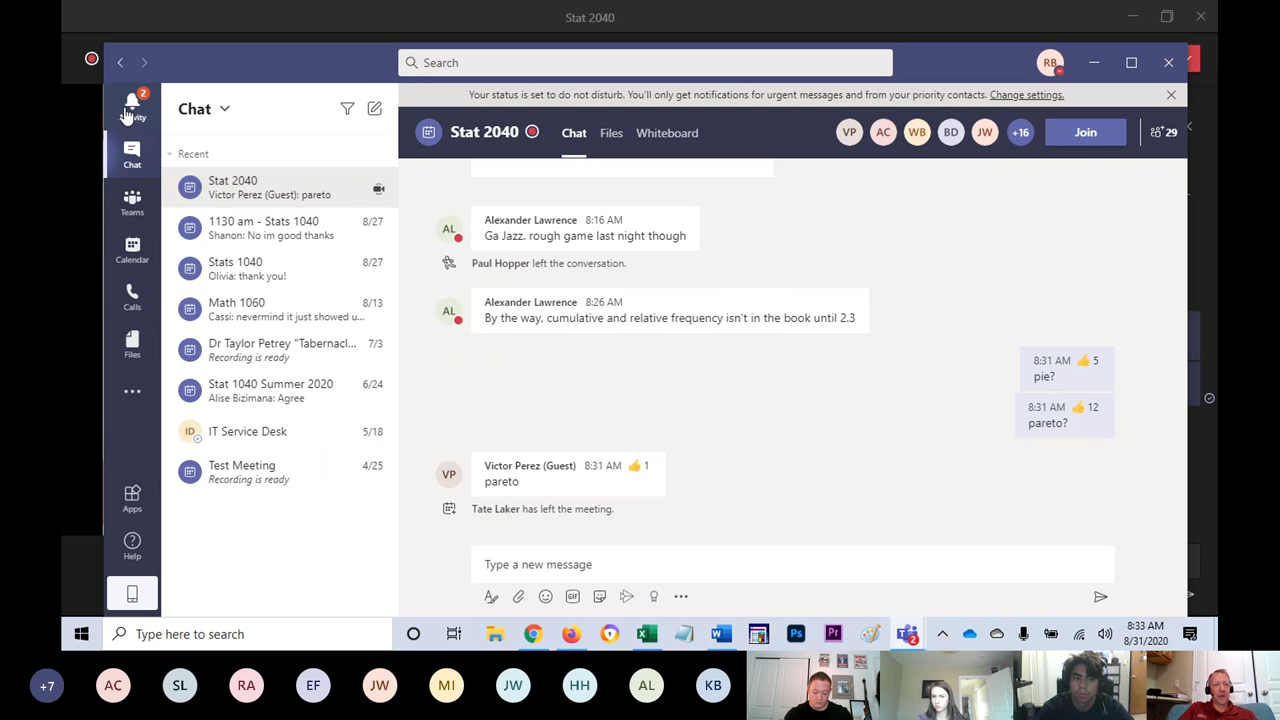 Stat 2040
Search
RB
2
Activity
Chat
Teams
Calendar
Calls
Files
Apps
Help
Chat
Recent
Stat 2040
Victor Perez (Guest): pareto
1130 am - Stats 1040 8/27
Shanon: No im good thanks
Stats 1040 8/27
Olivia: thank you!
Math 1060 8/13
Cassi: nevermind it just showed u...
Dr Taylor Petrey "Tabernacl... 7/3
Recording is ready
Stat 1040 Summer 2020 6/24
Alise Bizimana: Agree
ID IT Service Desk 5/18
Test Meeting 4/25
Recording is ready
Your status is set to do not disturb. You'll only get notifications for urgent messages and from your priority contacts. Change settings.
Stat 2040 Chat Files Whiteboard VP AC WB BD JW +16 Join 29
AL Alexander Lawrence 8:16 AM
Ga Jazz. rough game last night though
Paul Hopper left the conversation.
AL Alexander Lawrence 8:26 AM
By the way, cumulative and relative frequency isn't in the book until 2.3
8:31 AM 5
pie?
8:31 AM 12
pareto?
VP Victor Perez (Guest) 8:31 AM 1
pareto
Tate Laker has left the meeting.
Type a new message
GIF
Type here to search
8:33 AM
8/31/2020
+7 AC SL RA EF JW MI JW HH AL KB